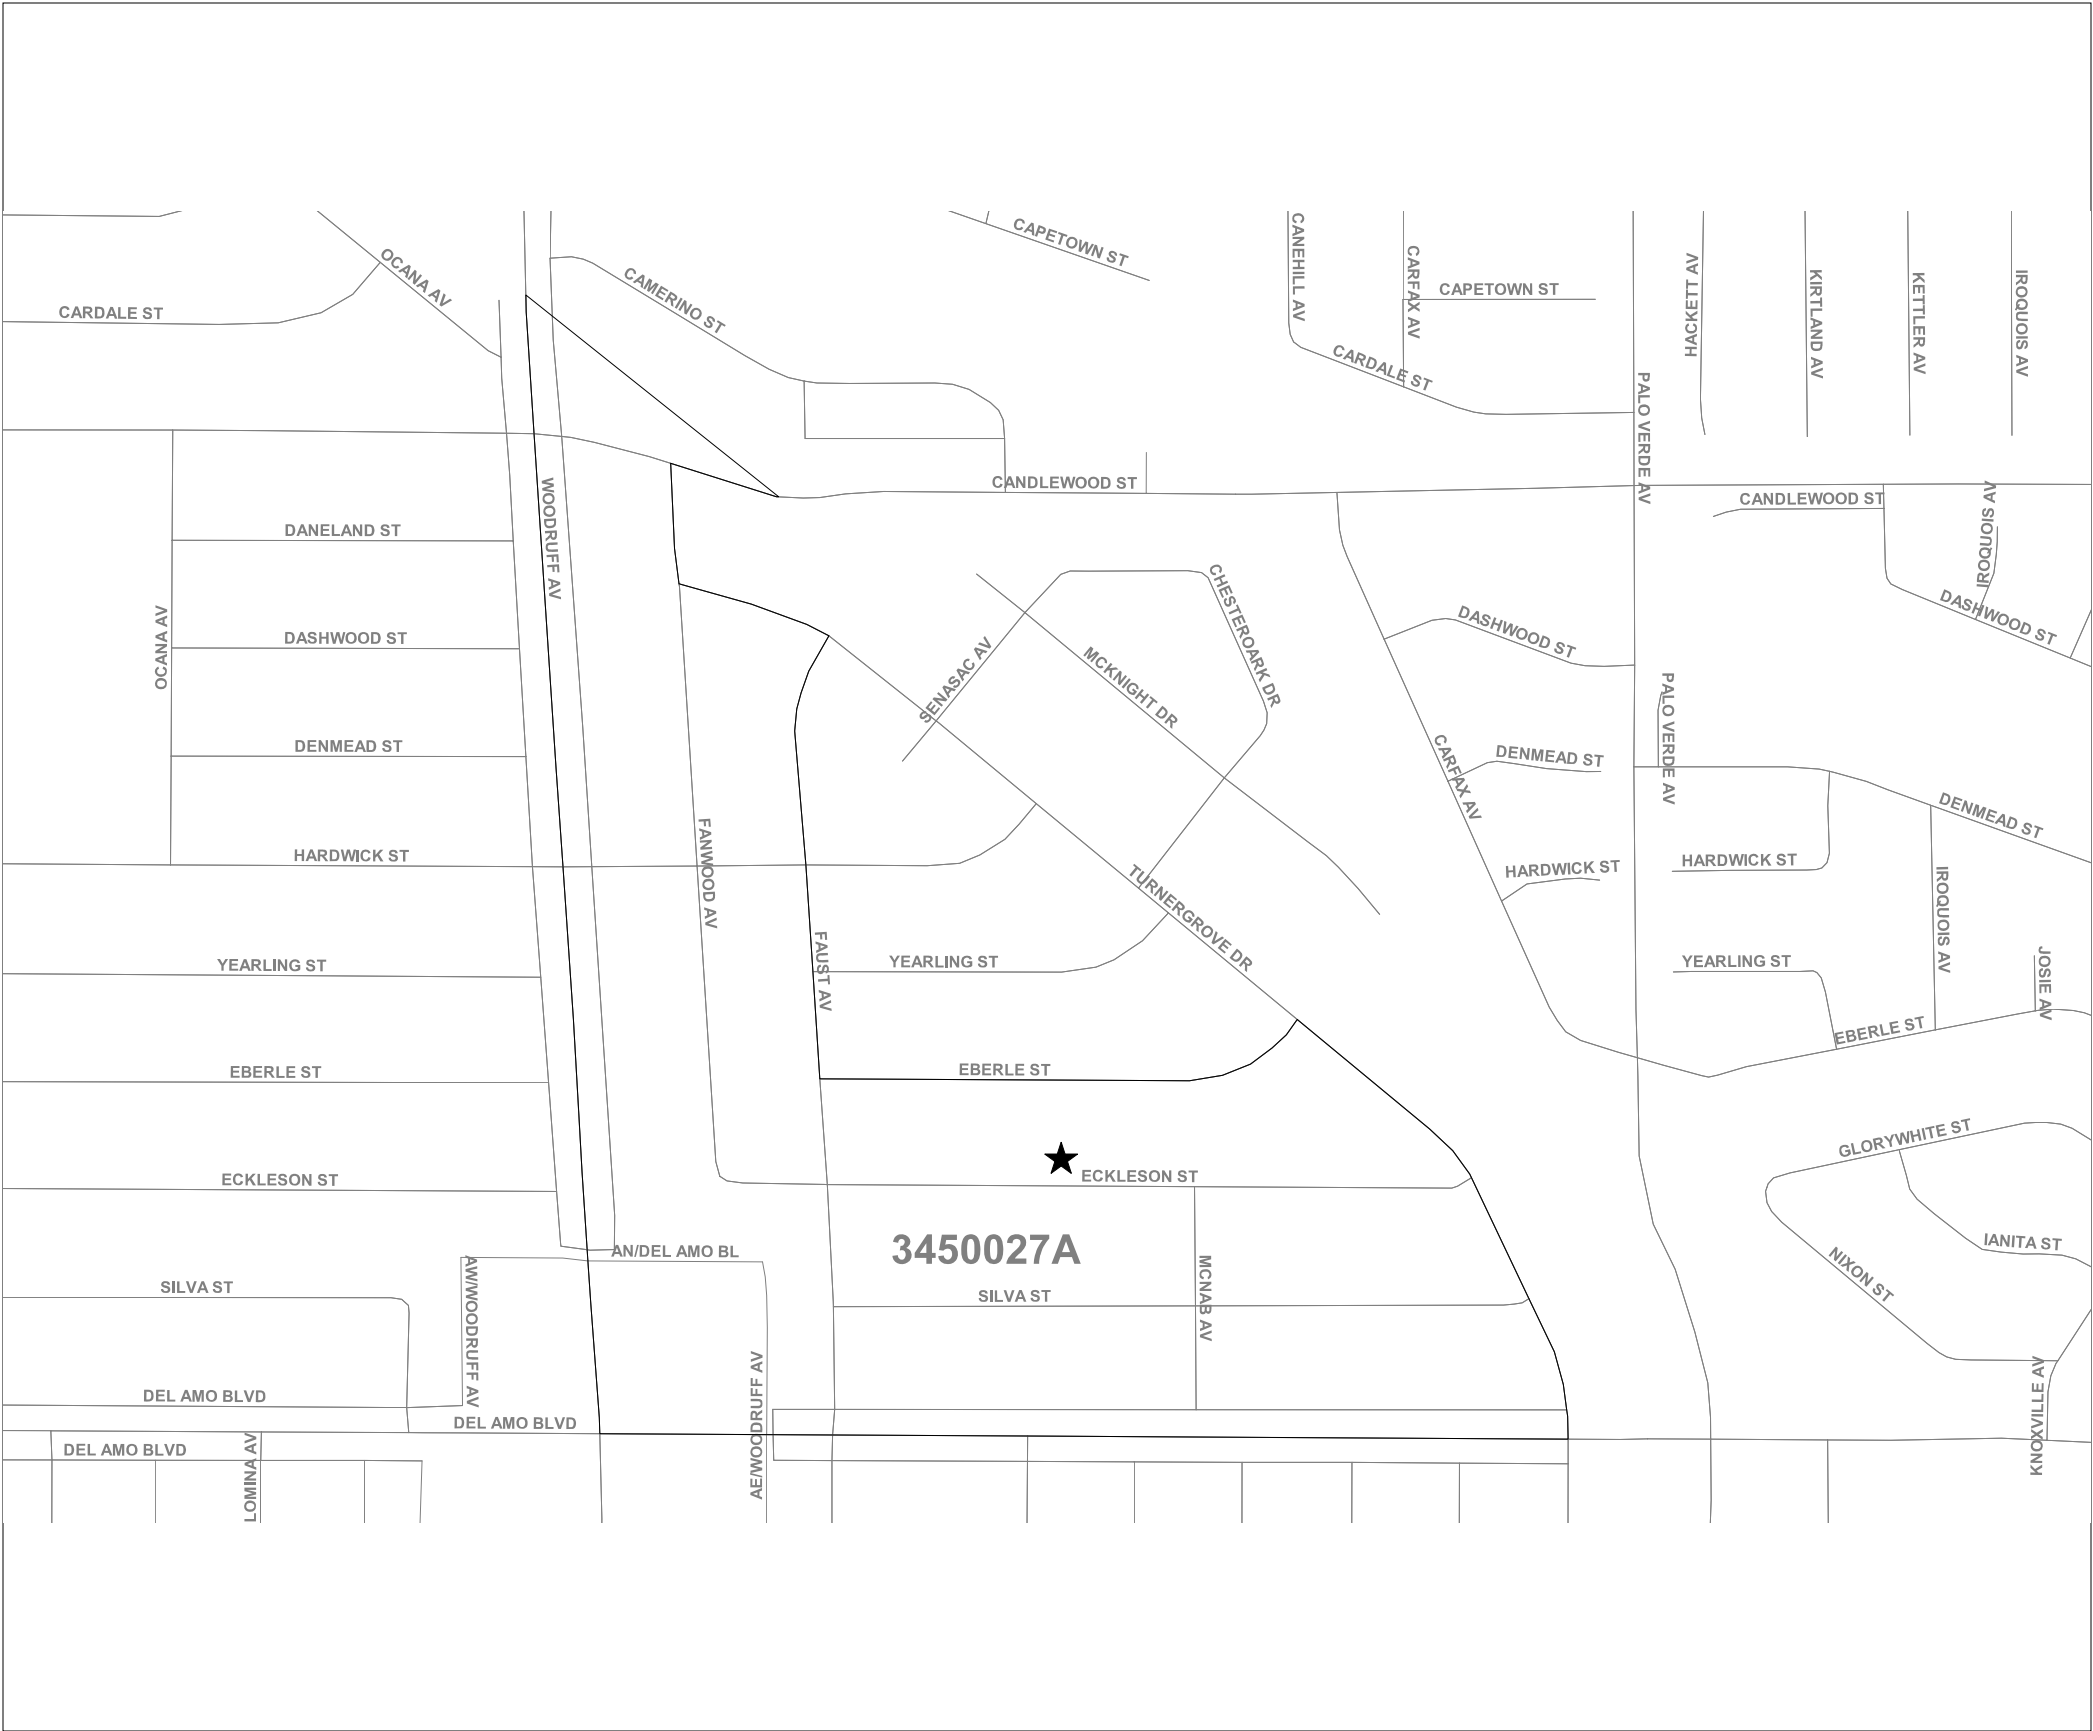 CAPETOWN ST
CANEHILL AV
CARFAX AV
OCANA AV
CAMERINO ST
CARDALE ST
CAPETOWN ST
HACKETT AV
KIRTLAND AV
KETTLER AV
IROQUOIS AV
CARDALE ST
PALO VERDE AV
CANDLEWOOD ST
CANDLEWOOD ST
IROQUOIS AV
WOODRUFF AV
DANELAND ST
CHESTEROARK DR
DASHWOOD ST
DASHWOOD ST
OCANA AV
DASHWOOD ST
SENASAC AV
MCKNIGHT DR
PALO VERDE AV
DENMEAD ST
CARFAX AV
DENMEAD ST
DENMEAD ST
HARDWICK ST
FANWOOD AV
TURNERGROVE DR
HARDWICK ST
HARDWICK ST
IROQUOIS AV
YEARLING ST
FAUST AV
YEARLING ST
YEARLING ST
JOSIE AV
EBERLE ST
EBERLE ST
EBERLE ST
GLORYWHITE ST
ECKLESON ST
ECKLESON ST
3450027A
AN/DEL AMO BL
IANITA ST
NIXON ST
SILVA ST
AW/WOODRUFF AV
SILVA ST
MCNAB AV
DEL AMO BLVD
AE/WOODRUFF AV
KNOXVILLE AV
DEL AMO BLVD
DEL AMO BLVD
LOMINA AV